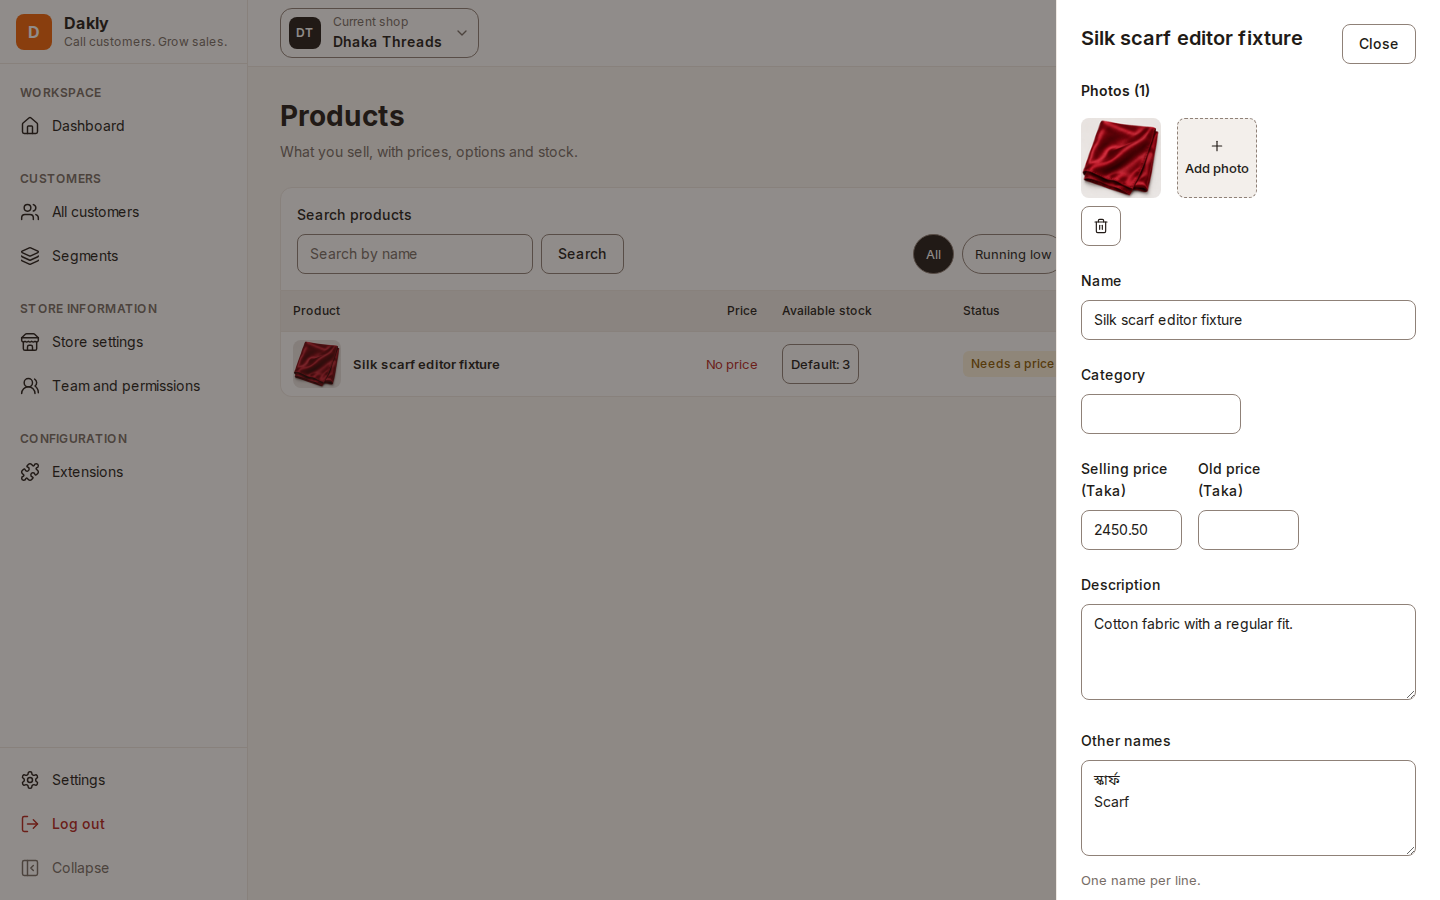 D
Dakly
Call customers. Grow sales.
WORKSPACE
Dashboard
CUSTOMERS
All customers
Segments
STORE INFORMATION
Store settings
Team and permissions
CONFIGURATION
Extensions
Settings
Log out
Collapse
DT
Current shop
Dhaka Threads
Products
What you sell, with prices, options and stock.
Search products
Search by name
Search
All
Running low
Product
Price
Available stock
Status
Silk scarf editor fixture
No price
Default: 3
Needs a price
Silk scarf editor fixture
Close
Photos (1)
Add photo
Name
Silk scarf editor fixture
Category
Selling price
(Taka)
Old price
(Taka)
2450.50
Description
Cotton fabric with a regular fit.
Other names
স্কার্ফ
Scarf
One name per line.